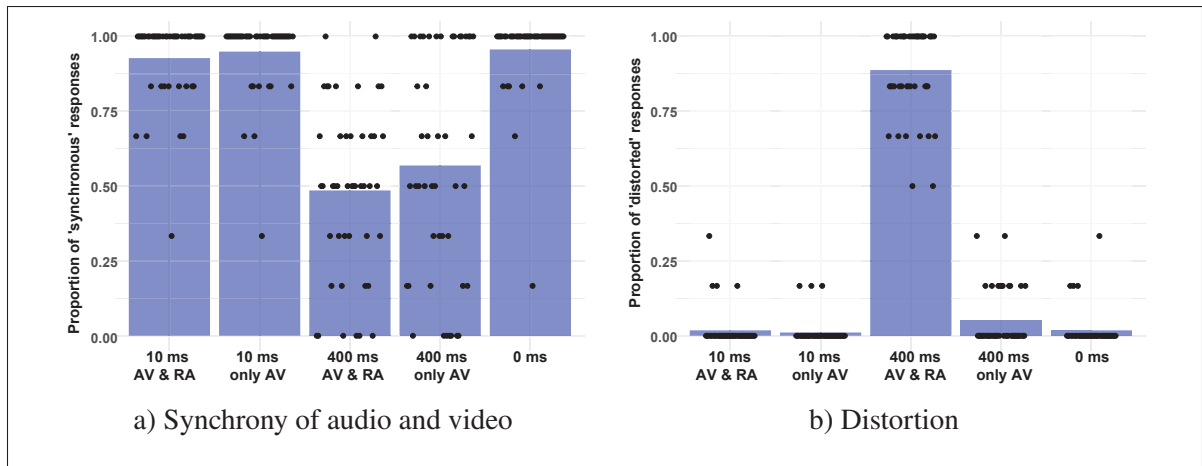 Proportion of 'synchronous' responses
1.00
0.75
0.50
0.25
0.00
10 ms
AV & RA
10 ms
only AV
400 ms
AV & RA
400 ms
only AV
0 ms
a) Synchrony of audio and video
Proportion of 'distorted' responses
1.00
0.75
0.50
0.25
0.00
10 ms
AV & RA
10 ms
only AV
400 ms
AV & RA
400 ms
only AV
0 ms
b) Distortion